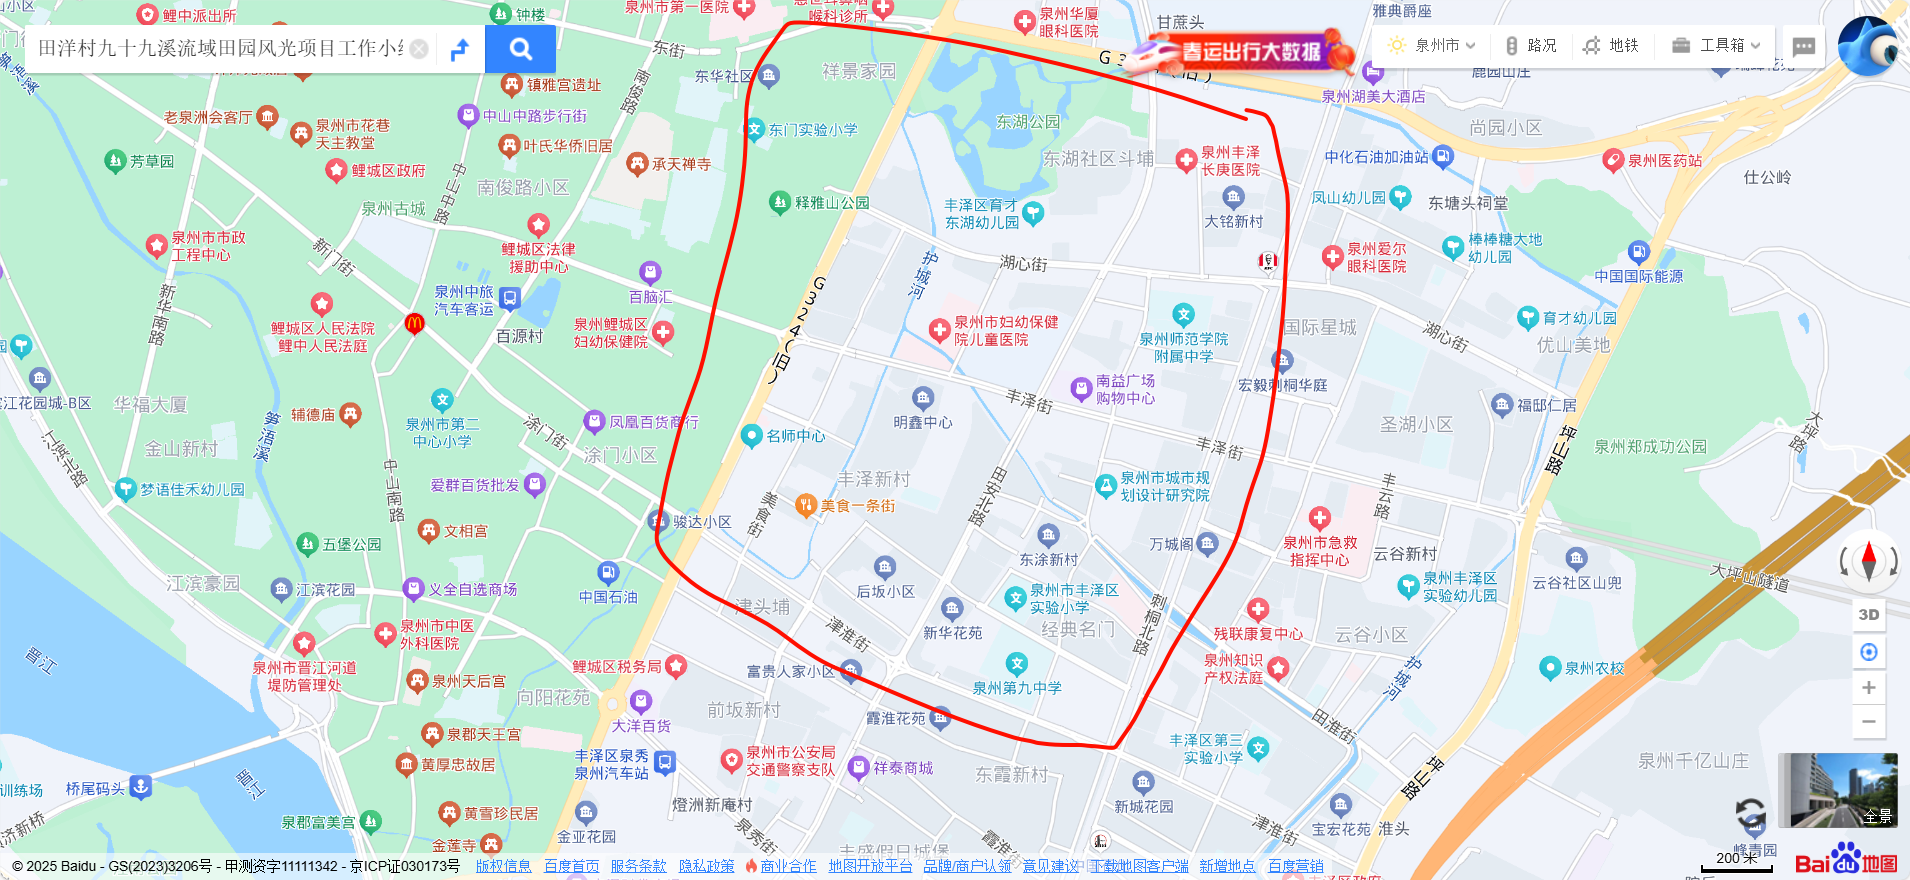 鲤中派出所
钟楼
泉州市第一医院
喉科诊所
泉州华厦
眼科医院
甘蔗头
雅典爵座
田洋村九十九溪流域田园风光项目工作小
东街
G3
春运出行大数据
泉州市
路况
地铁
工具箱
鹿园山庄
泉州湖美大酒店
镇雅宫遗址
南俊路
东华社区
祥景家园
老泉洲会客厅
泉州市花巷
天主教堂
中山中路步行街
叶氏华侨旧居
东门实验小学
东湖公园
尚园小区
芳草园
鲤城区政府
承天禅寺
东湖社区斗埔
泉州丰泽
长庚医院
中化石油加油站
泉州医药站
仕公岭
中山中路
南俊路小区
泉州古城
释雅山公园
丰泽区育才
东湖幼儿园
大铭新村
凤山幼儿园
东塘头祠堂
泉州市市政
工程中心
新门街
鲤城区法律
援助中心
护城河
湖心街
泉州爱尔
眼科医院
棒棒糖大地
幼儿园
中国国际能源
新华南路
泉州中旅
汽车客运
百脑汇
G324(旧)
鲤城区人民法院
鲤中人民法庭
百源村
泉州鲤城区
妇幼保健院
泉州市妇幼保健
院儿童医院
泉州师范学院
附属中学
国际星城
湖心街
育才幼儿园
优山美地
江花园城-B区
华福大厦
辅德庙
泉州市第二
中心小学
凤凰百货商行
明鑫中心
丰泽街
南益广场
购物中心
宏毅刺桐华庭
福邸仁居
圣湖小区
坪山路
大坪路
泉州郑成功公园
江滨北路
金山新村
笋浯溪
涂门街
涂门小区
名师中心
丰泽街
丰泽新村
梦语佳禾幼儿园
中山南路
爱群百货批发
美食街
美食一条街
田安北路
泉州市城市规
划设计研究院
丰云路
文相宫
骏达小区
五堡公园
东涂新村
万城阁
泉州市急救
指挥中心
云谷新村
云谷社区山兜
大坪山隧道
江滨豪园
江滨花园
义全自选商场
中国石油
后坂小区
泉州市丰泽区
实验小学
泉州丰泽区
实验幼儿园
津头埔
津淮街
新华花苑
经典名门
刺桐北路
残联康复中心
云谷小区
3D
泉州市中医
外科医院
晋江
泉州市晋江河道
堤防管理处
鲤城区税务局
富贵人家小区
泉州第九中学
泉州知识
产权法庭
护城河
泉州农校
泉州天后宫
向阳花苑
前坂新村
霞淮花苑
田淮街
大洋百货
泉郡天王宫
丰泽区泉秀
泉州汽车站
泉州市公安局
交通警察支队
祥泰商城
东霞新村
丰泽区第三
实验小学
坪山路
泉州千亿山庄
黄厚忠故居
晋江
训练场
桥尾码头
燈洲新庵村
新城花园
泉郡富美宫
黄雪珍民居
金亚花园
泉秀街
霞淮街
津淮街
宝宏花苑
淮头
全景
金莲寺
丰盛假日城堡
峰青园
200 米
© 2025 Baidu - GS(2023)3206号 - 甲测资字11111342 - 京ICP证030173号
版权信息
百度首页
服务条款
隐私政策
商业合作
地图开放平台
品牌/商户认领
意见建议
下载地图客户端
新增地点
百度营销
Baidu地图